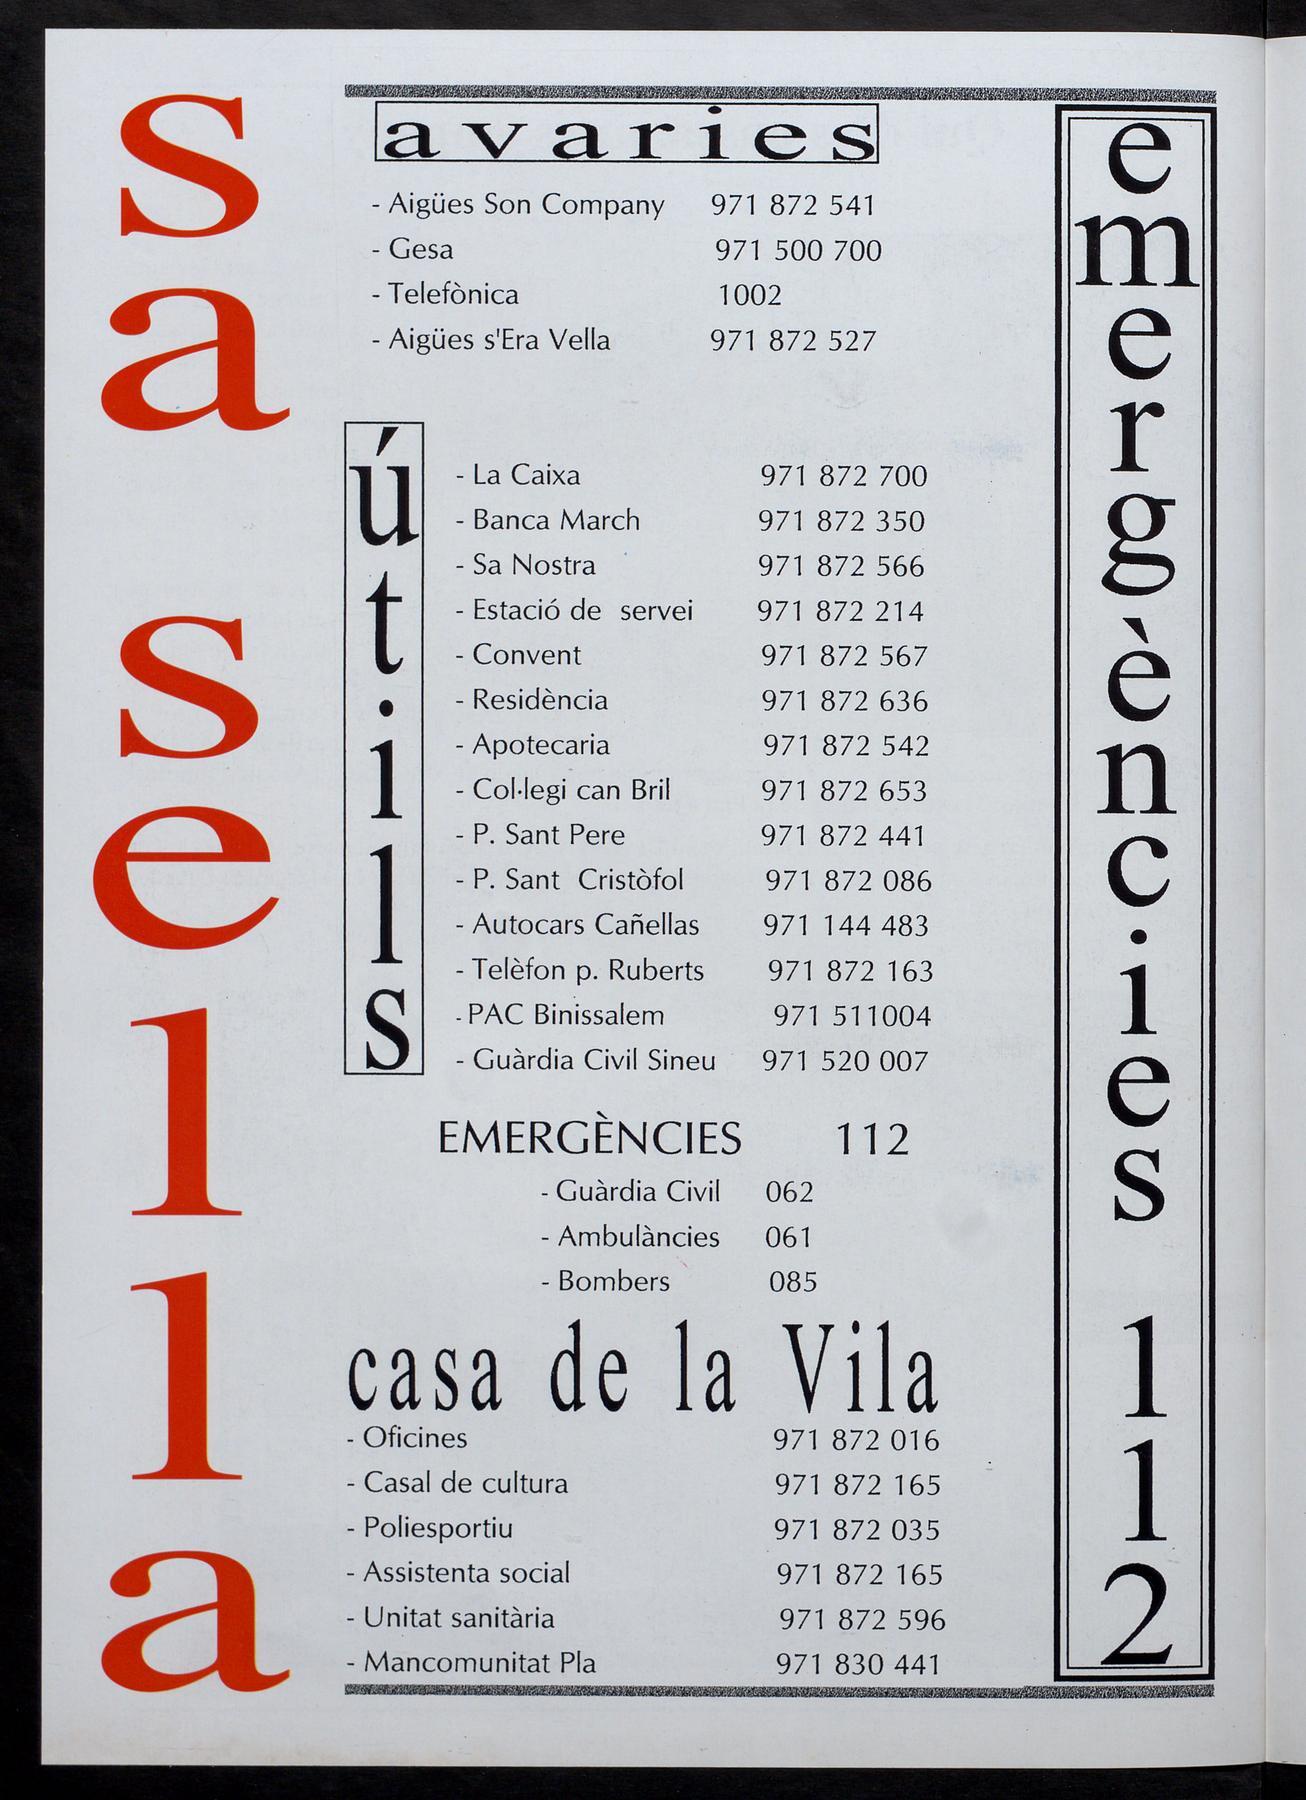 sa sella
avaries
- Aigües Son Company 971 872 541
- Gesa 971 500 700
- Telefònica 1002
- Aigües s'Era Vella 971 872 527
útils
- La Caixa 971 872 700
- Banca March 971 872 350
- Sa Nostra 971 872 566
- Estació de servei 971 872 214
- Convent 971 872 567
- Residència 971 872 636
- Apotecaria 971 872 542
- Col·legi can Bril 971 872 653
- P. Sant Pere 971 872 441
- P. Sant Cristòfol 971 872 086
- Autocars Cañellas 971 144 483
- Telèfon p. Ruberts 971 872 163
- PAC Binissalem 971 511004
- Guàrdia Civil Sineu 971 520 007
EMERGÈNCIES 112
- Guàrdia Civil 062
- Ambulàncies 061
- Bombers 085
casa de la Vila
- Oficines 971 872 016
- Casal de cultura 971 872 165
- Poliesportiu 971 872 035
- Assistenta social 971 872 165
- Unitat sanitària 971 872 596
- Mancomunitat Pla 971 830 441
emergències 112